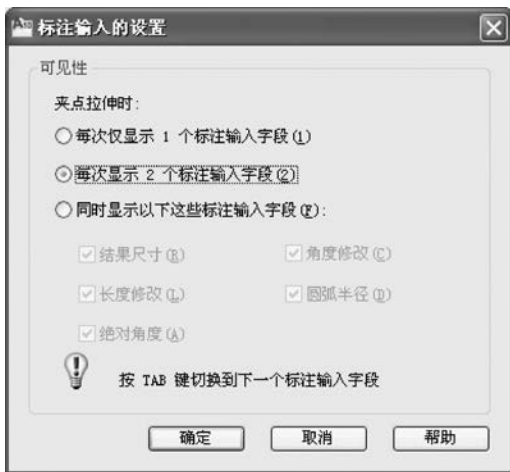 标注输入的设置
可见性
夹点拉伸时:
每次仅显示 1 个标注输入字段(1)
每次显示 2 个标注输入字段(2)
同时显示以下这些标注输入字段(F):
结果尺寸(R) 角度修改(C)
长度修改(L) 圆弧半径(D)
绝对角度(A)
按 TAB 键切换到下一个标注输入字段
确定 取消 帮助